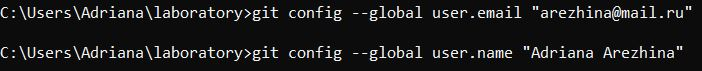 C:\Users\Adriana\laboratory>git config --global user.email "arezhina@mail.ru"
C:\Users\Adriana\laboratory>git config --global user.name "Adriana Arezhina"